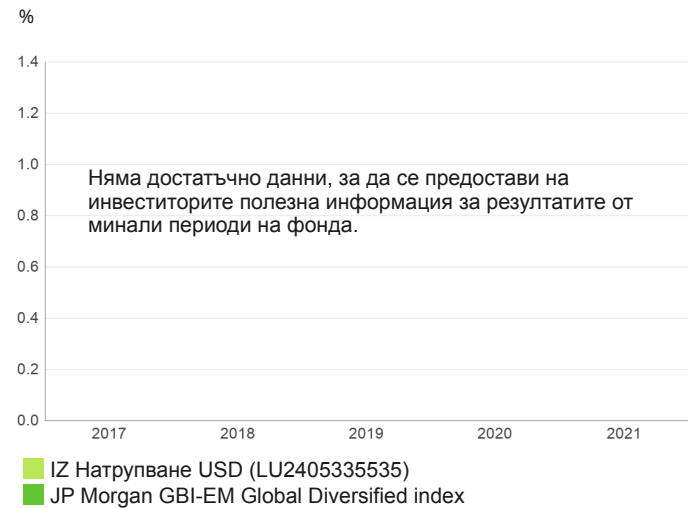 %
1.4
1.2
1.0
Няма достатъчно данни, за да се предостави на
инвеститорите полезна информация за резултатите от
минали периоди на фонда.
0.8
0.6
0.4
0.2
0.0
2017 2018 2019 2020 2021
IZ Натрупване USD (LU2405335535)
JP Morgan GBI-EM Global Diversified index